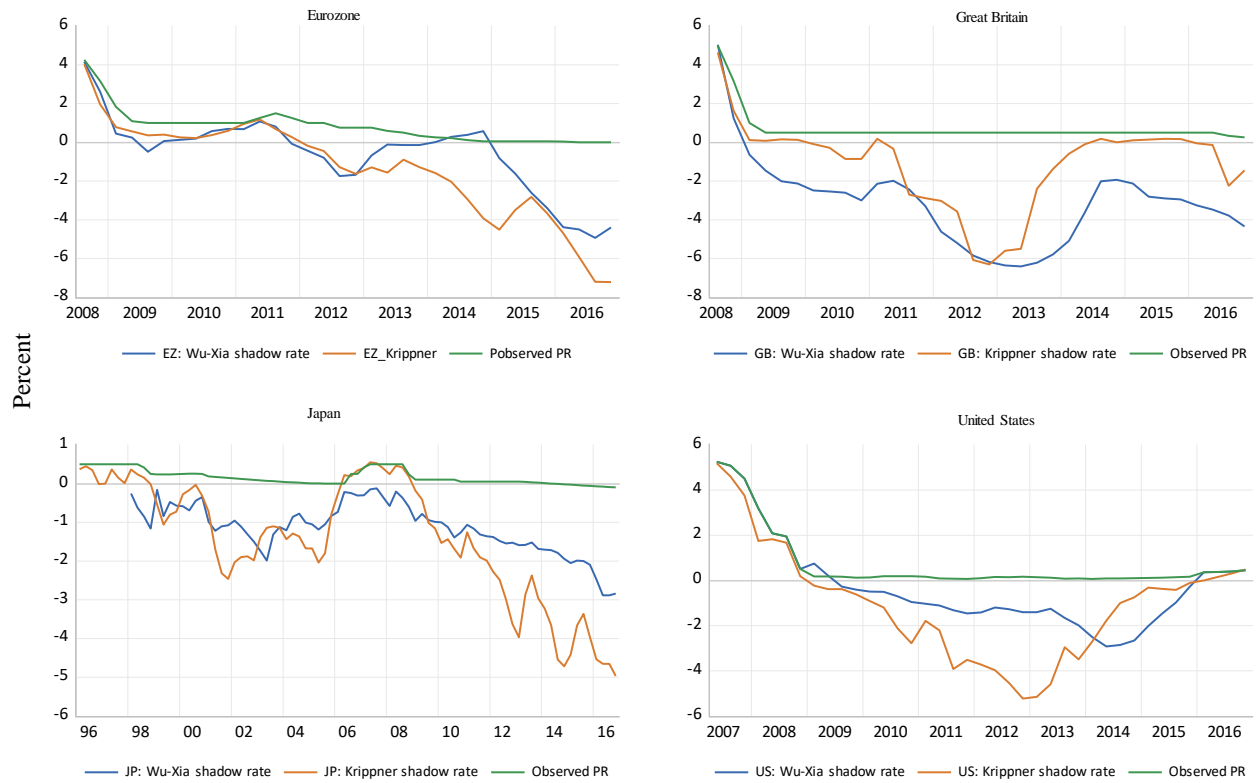 Eurozone
6
4
2
0
-2
-4
-6
-8
2008 2009 2010 2011 2012 2013 2014 2015 2016
EZ: Wu-Xia shadow rate EZ_Krippner Pobserved PR
Great Britain
6
4
2
0
-2
-4
-6
-8
2008 2009 2010 2011 2012 2013 2014 2015 2016
GB: Wu-Xia shadow rate GB: Krippner shadow rate Observed PR
Percent
Japan
1
0
-1
-2
-3
-4
-5
-6
96 98 00 02 04 06 08 10 12 14 16
JP: Wu-Xia shadow rate JP: Krippner shadow rate Observed PR
United States
6
4
2
0
-2
-4
-6
2007 2008 2009 2010 2011 2012 2013 2014 2015 2016
US: Wu-Xia shadow rate US: Krippner shadow rate Observed PR